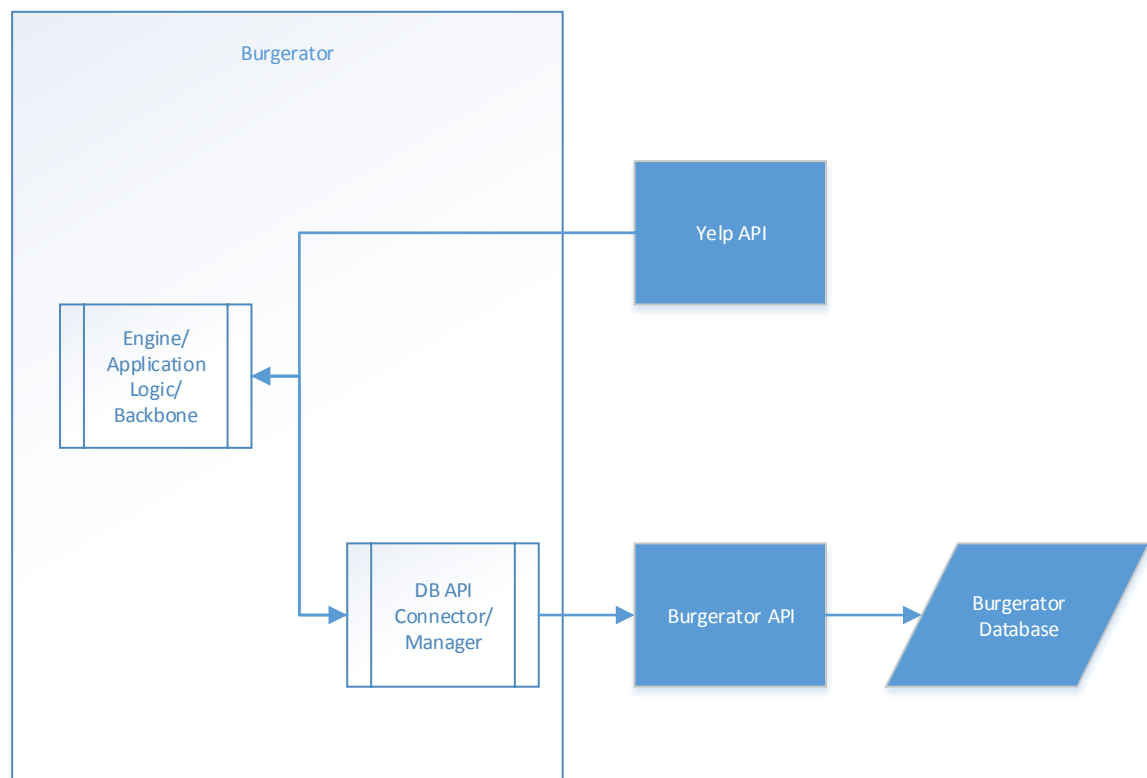 Burgerator
Yelp API
Engine/
Application
Logic/
Backbone
DB API
Connector/
Manager
Burgerator API
Burgerator
Database